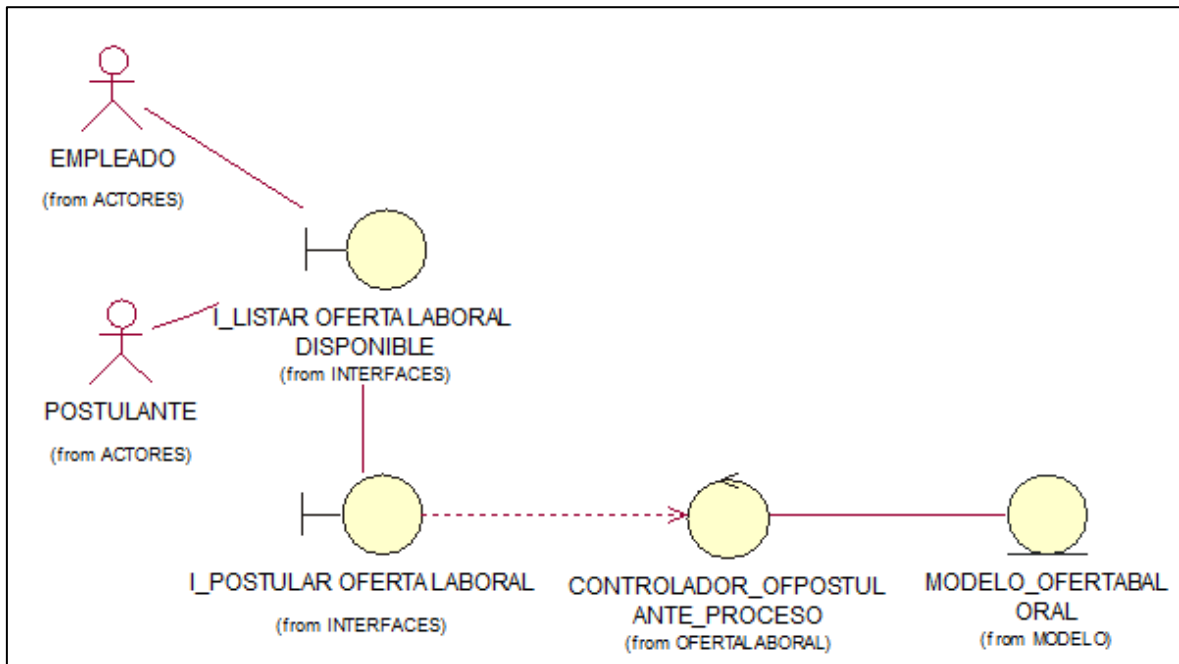 EMPLEADO
(from ACTORES)
I_LISTAR OFERTA LABORAL
DISPONIBLE
(from INTERFACES)
POSTULANTE
(from ACTORES)
I_POSTULAR OFERTA LABORAL
(from INTERFACES)
CONTROLADOR_OFPOSTUL
ANTE_PROCESO
(from OFERTALABORAL)
MODELO_OFERTABAL
ORAL
(from MODELO)